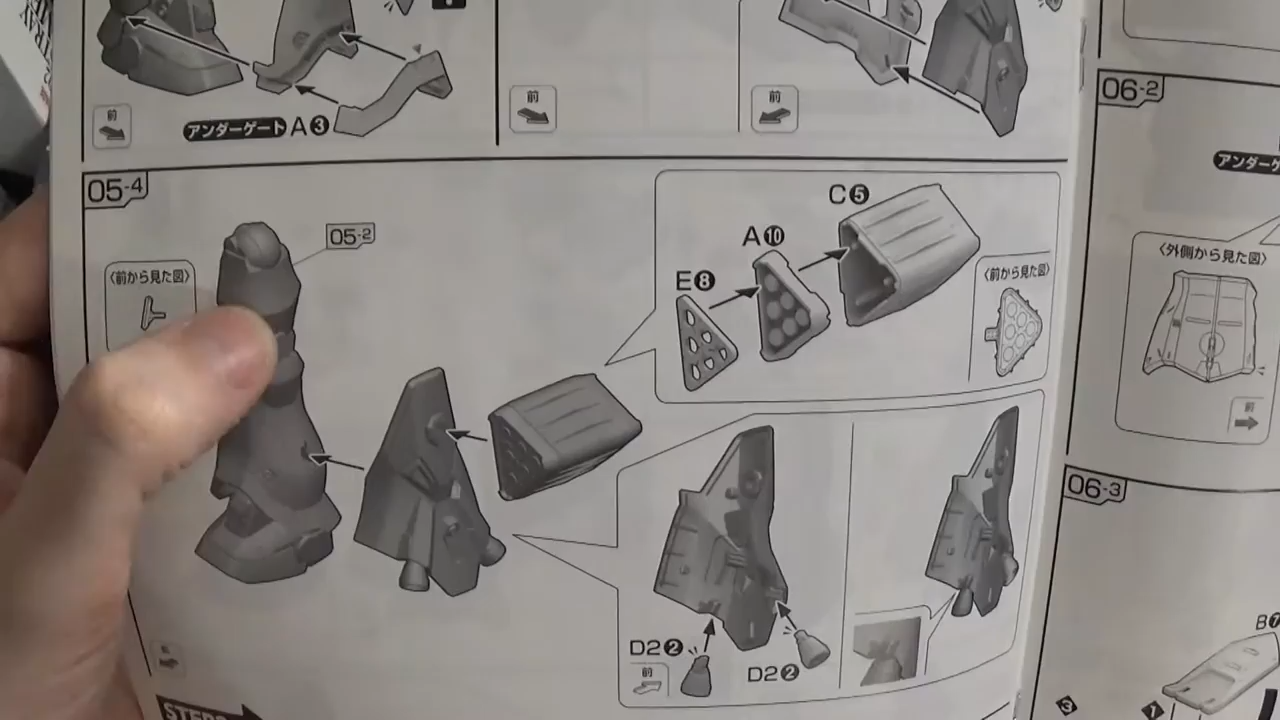 前
アンダーゲート A❸
前
前
06-2
アンダーゲ
05-4
05-2
〈前から見た図〉
C❺
A❿
E❽
〈前から見た図〉
〈外側から見た図〉
前
06-3
D2❷
前
D2❷
B❼
STEP
3
1